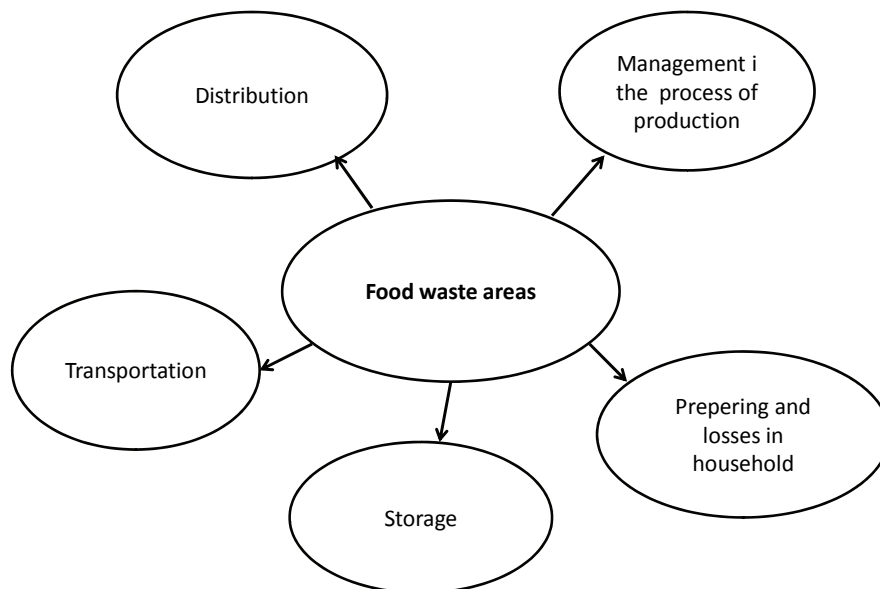 Distribution
Management i
the process of
production
Food waste areas
Transportation
Prepering and
losses in
household
Storage